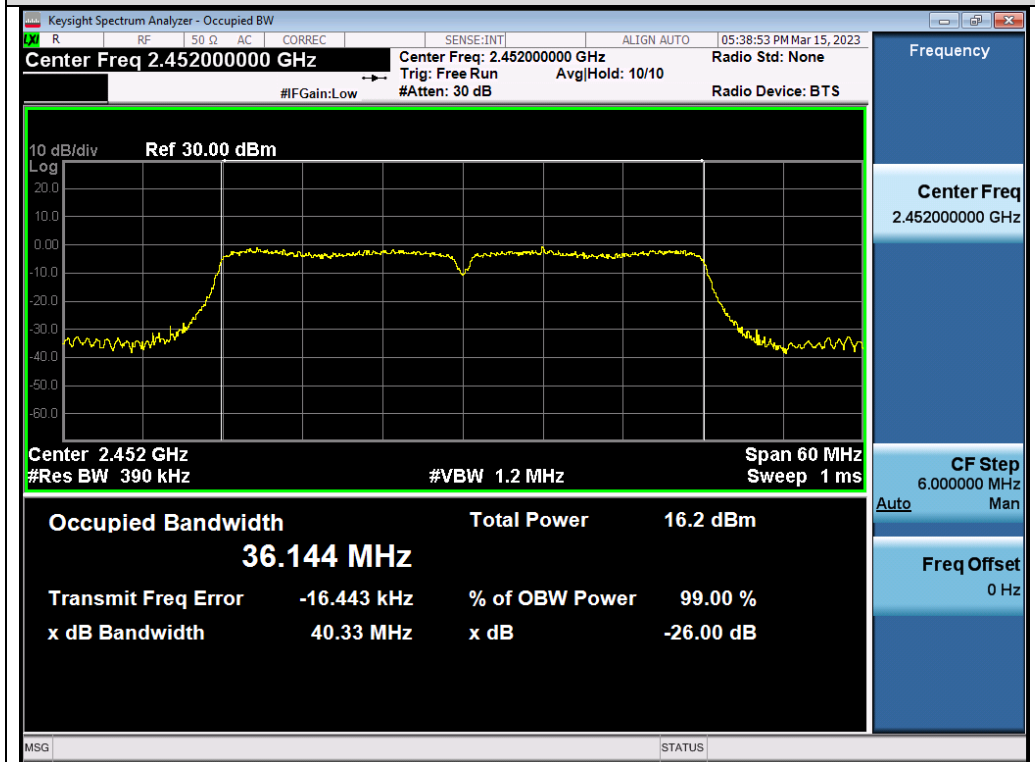 Keysight Spectrum Analyzer - Occupied BW
LXI R RF 50 Ω AC CORREC SENSE:INT ALIGN AUTO 05:38:53 PM Mar 15, 2023
Center Freq 2.452000000 GHz
Center Freq: 2.452000000 GHz
Radio Std: None
Trig: Free Run Avg|Hold: 10/10
#IFGain:Low
#Atten: 30 dB
Radio Device: BTS
Frequency
10 dB/div Ref 30.00 dBm
Log
20.0
10.0
0.00
-10.0
-20.0
-30.0
-40.0
-50.0
-60.0
Center 2.452 GHz Span 60 MHz
#Res BW 390 kHz #VBW 1.2 MHz Sweep 1 ms
Occupied Bandwidth Total Power 16.2 dBm
36.144 MHz
Transmit Freq Error -16.443 kHz % of OBW Power 99.00 %
x dB Bandwidth 40.33 MHz x dB -26.00 dB
Center Freq
2.452000000 GHz
CF Step
6.000000 MHz
Auto Man
Freq Offset
0 Hz
MSG STATUS